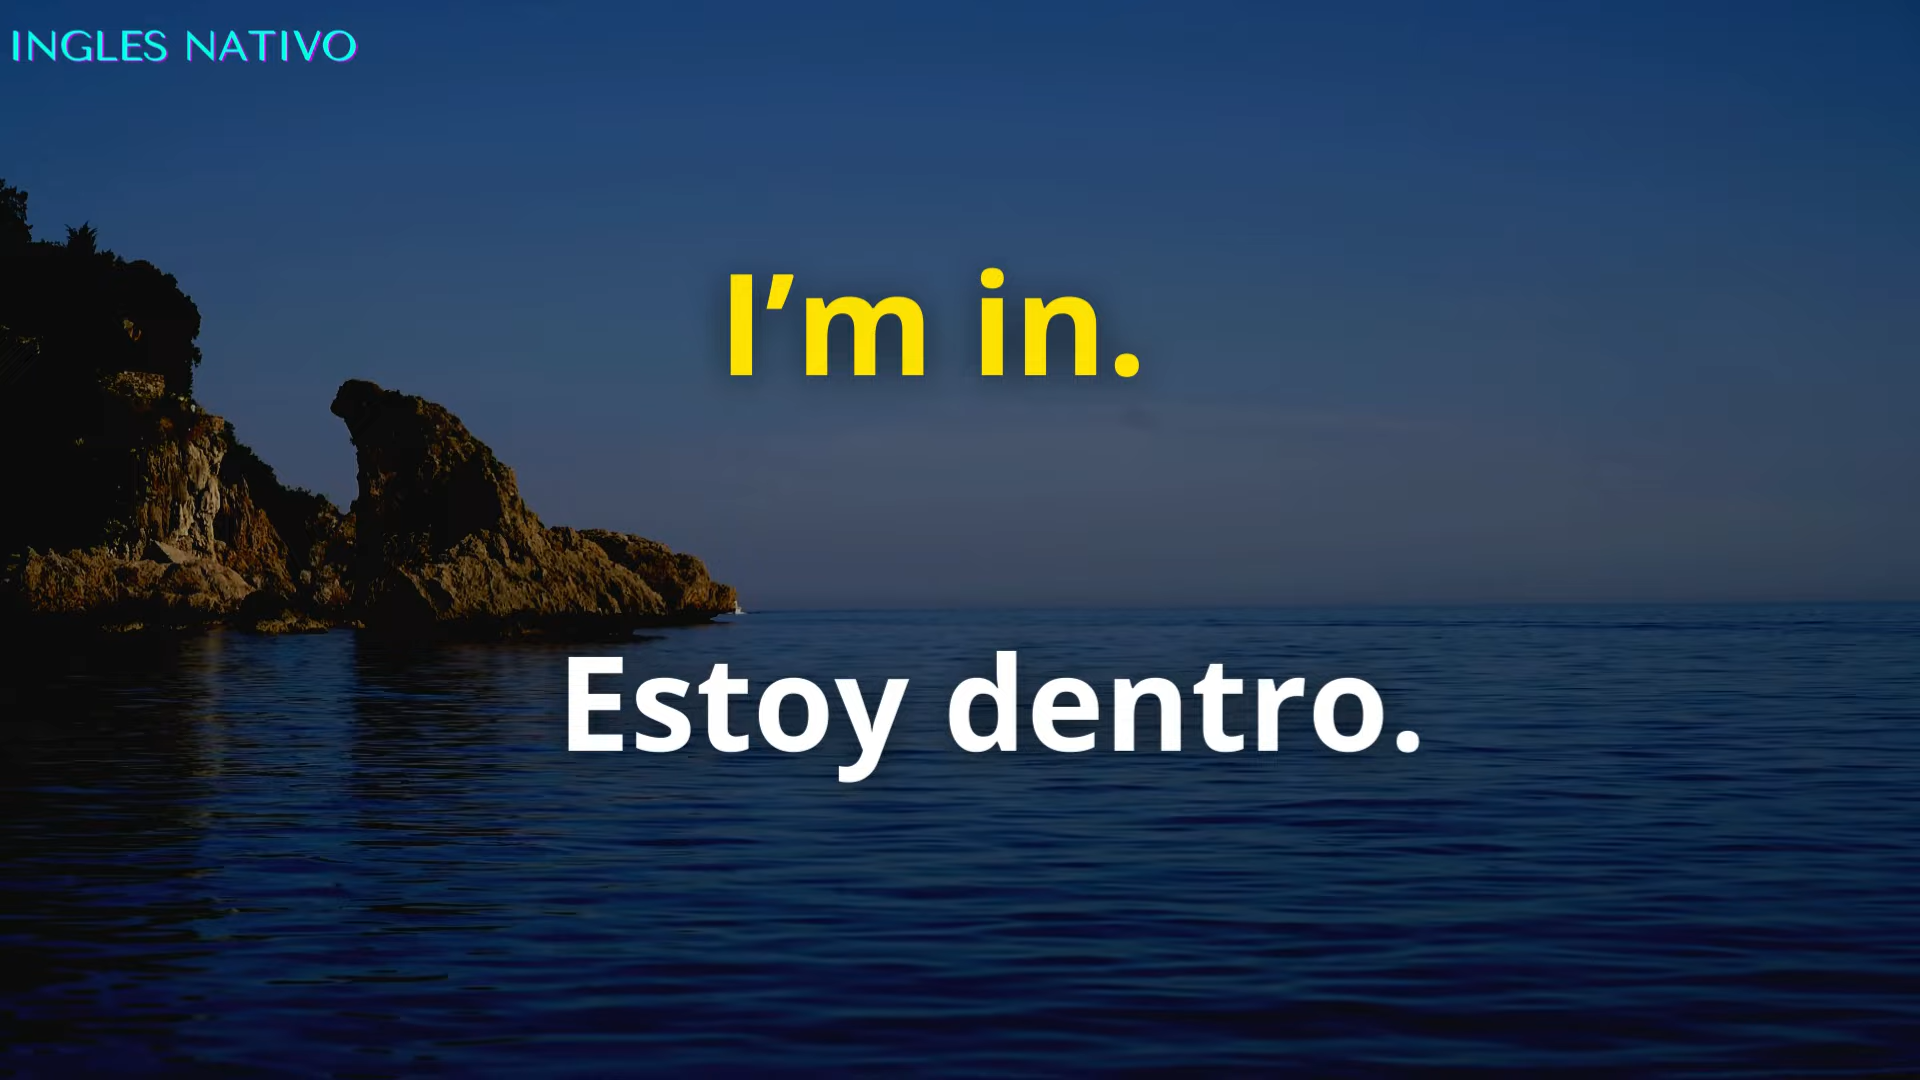 INGLES NATIVO
I’m in.
Estoy dentro.